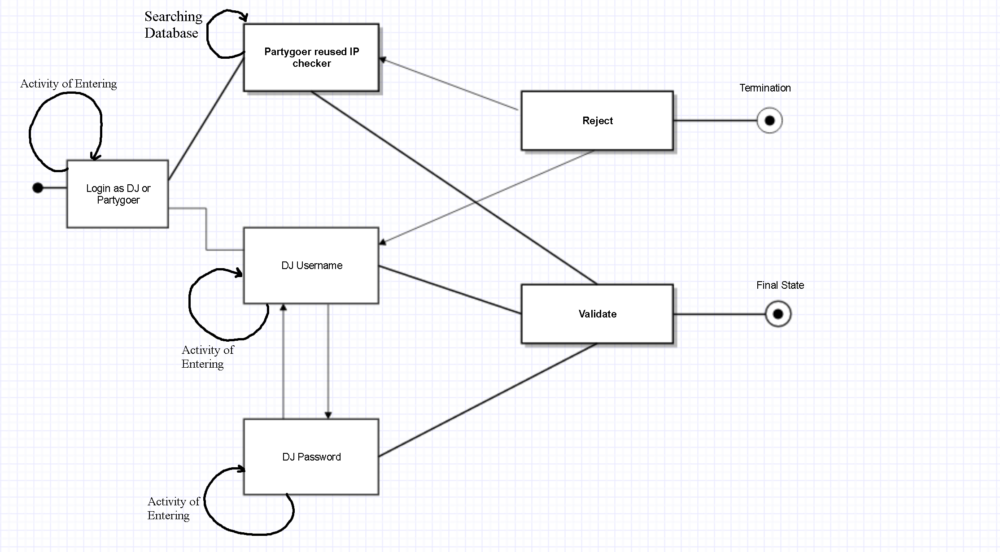 Searching
Database
Partygoer reused IP
checker
Activity of Entering
Termination
Reject
Login as DJ or
Partygoer
DJ Username
Final State
Validate
Activity of
Entering
DJ Password
Activity of
Entering